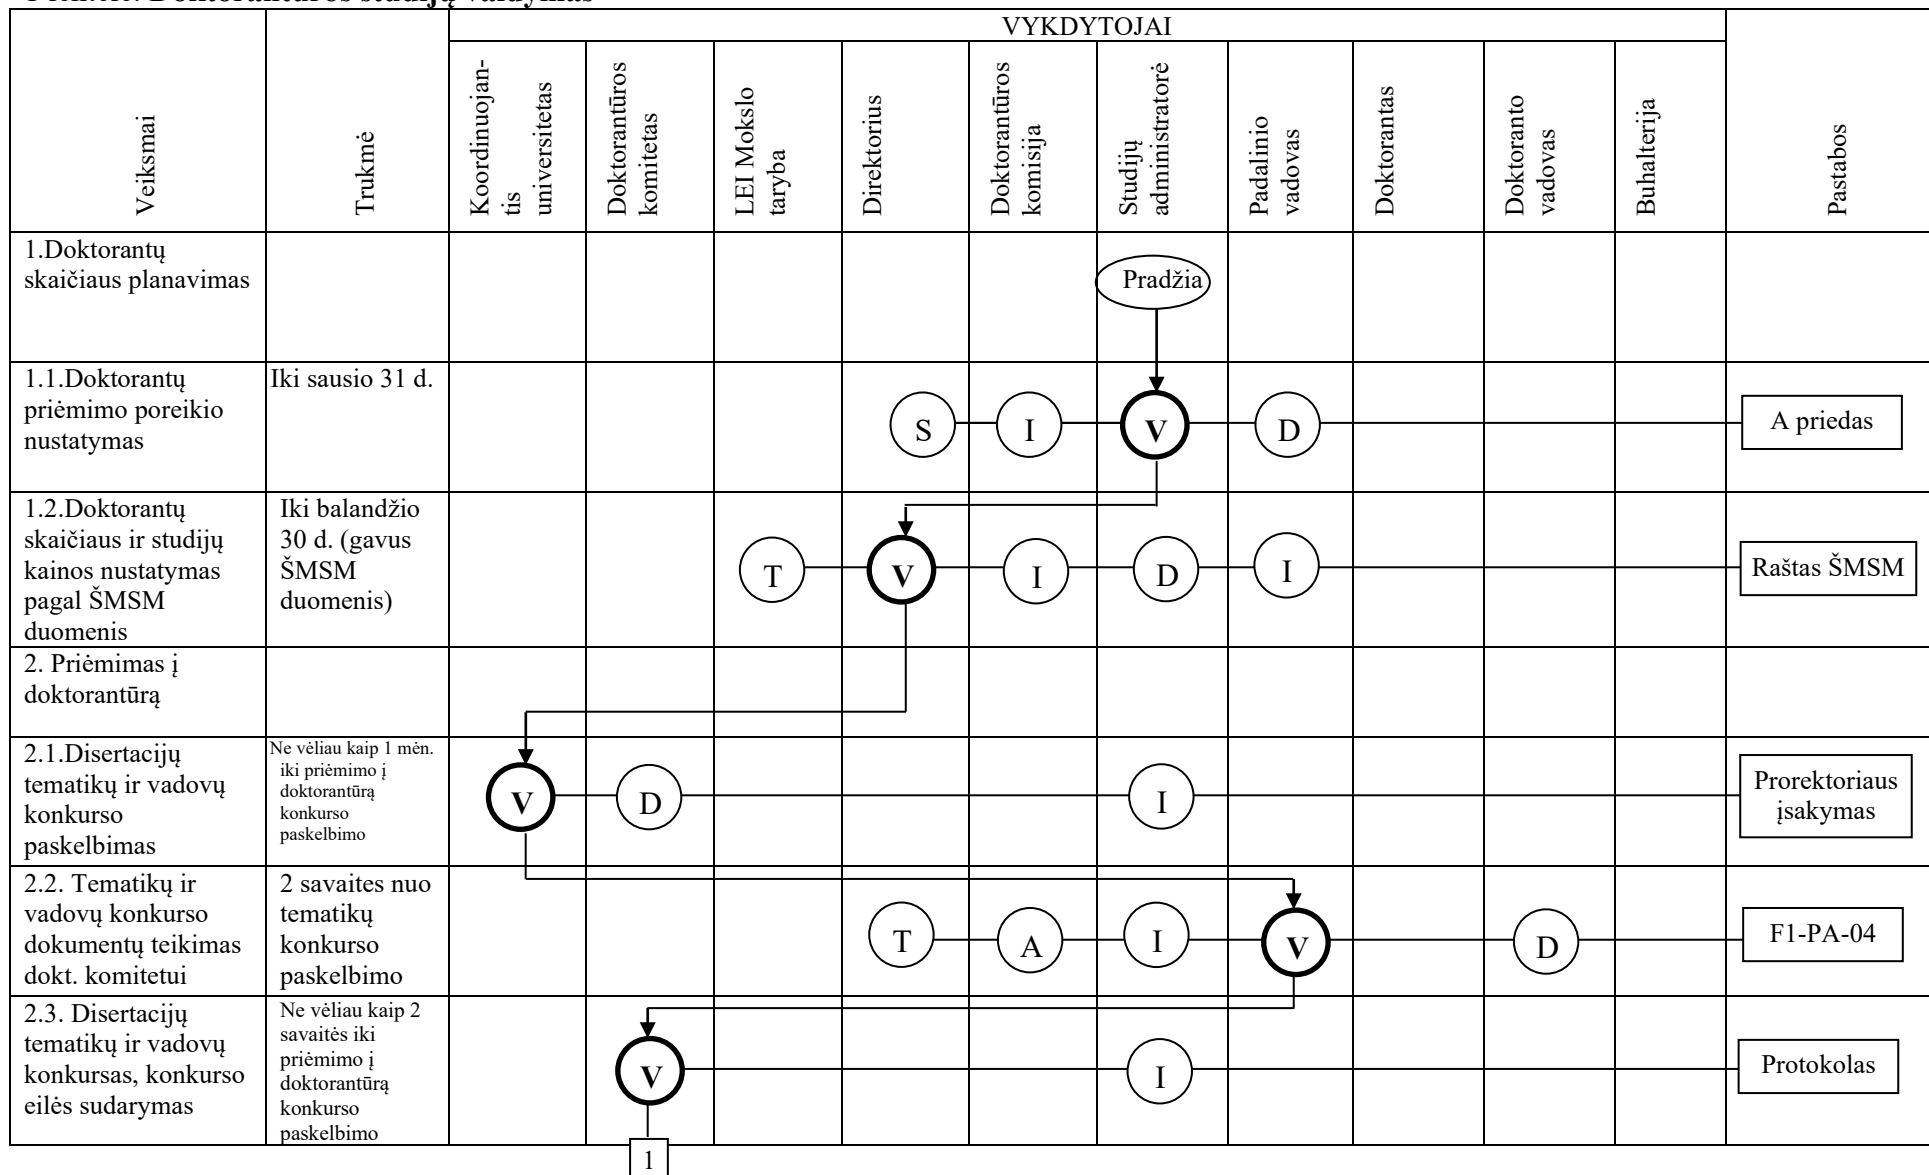 Doktorantūros studijų valdymas
VYKDYTOJAI
Veiksmai
Trukmė
Koordinuojan-
tis
universitetas
Doktorantūros
komitetas
LEI Mokslo
taryba
Direktorius
Doktorantūros
komisija
Studijų
administratorė
Padalinio
vadovas
Doktorantas
Doktoranto
vadovas
Buhalterija
Pastabos
1.Doktorantų
skaičiaus planavimas
Pradžia
1.1.Doktorantų
priėmimo poreikio
nustatymas
Iki sausio 31 d.
S
I
V
D
A priedas
1.2.Doktorantų
skaičiaus ir studijų
kainos nustatymas
pagal ŠMSM
duomenis
Iki balandžio
30 d. (gavus
ŠMSM
duomenis)
T
V
I
D
I
Raštas ŠMSM
2. Priėmimas į
doktorantūrą
2.1.Disertacijų
tematikų ir vadovų
konkurso
paskelbimas
Ne vėliau kaip 1 mėn.
iki priėmimo į
doktorantūrą
konkurso
paskelbimo
V
D
I
Prorektoriaus
įsakymas
2.2. Tematikų ir
vadovų konkurso
dokumentų teikimas
dokt. komitetui
2 savaites nuo
tematikų
konkurso
paskelbimo
T
A
I
V
D
F1-PA-04
2.3. Disertacijų
tematikų ir vadovų
konkursas, konkurso
eilės sudarymas
Ne vėliau kaip 2
savaitės iki
priėmimo į
doktorantūrą
konkurso
paskelbimo
V
I
Protokolas
1